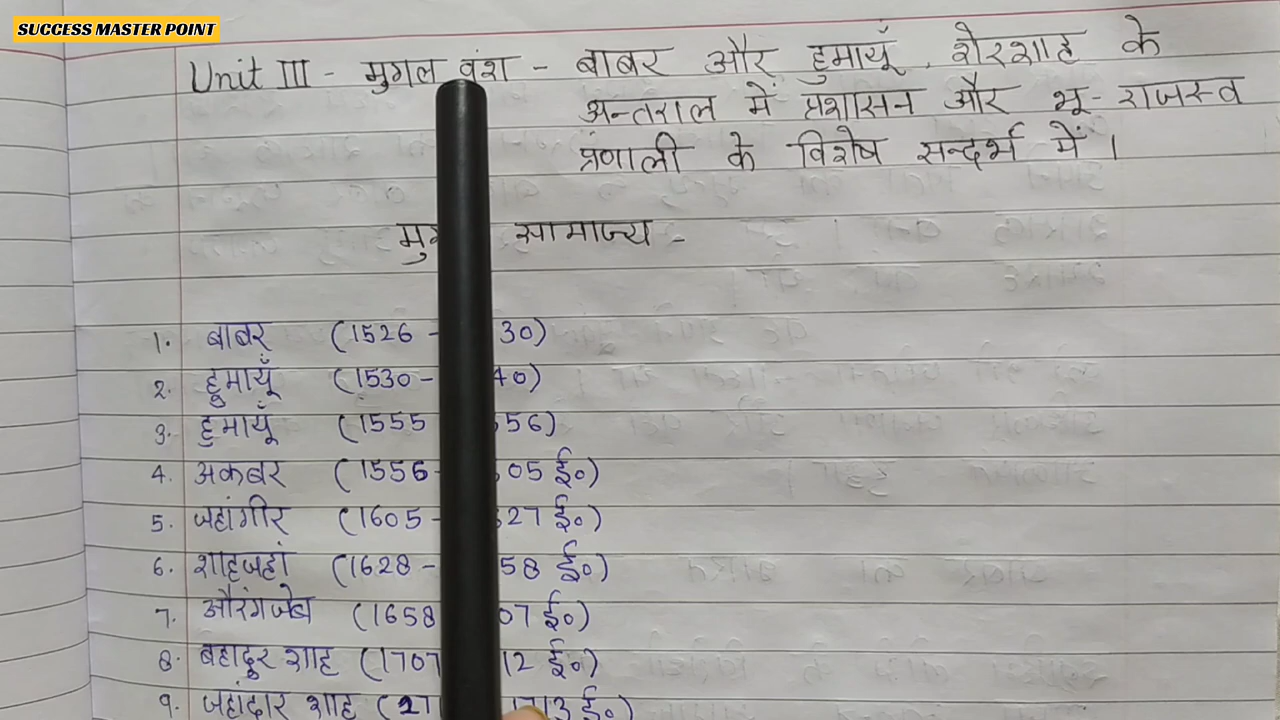 SUCCESS MASTER POINT
Unit III - मुगल वंश - बाबर और हुमायूँ, शेरशाह के
अन्तराल में प्रशासन और भू-राजस्व
प्रणाली के विशेष सन्दर्भ में ।
सामाज्य -
1. बाबर (1526 - 30)
2. हुमायूँ (1530 - 40)
3. हुमायूँ (1555 56)
4. अकबर (1556- 05 ई०)
5. जहांगीर (1605 - 27 ई०)
6. शाहजहां (1628 - 58 ई०)
7. औरंगजेब (1658 07 ई०)
8. बहादुर शाह (1707 12 ई०)
9. जहांदार शाह ( 1713 ई०)